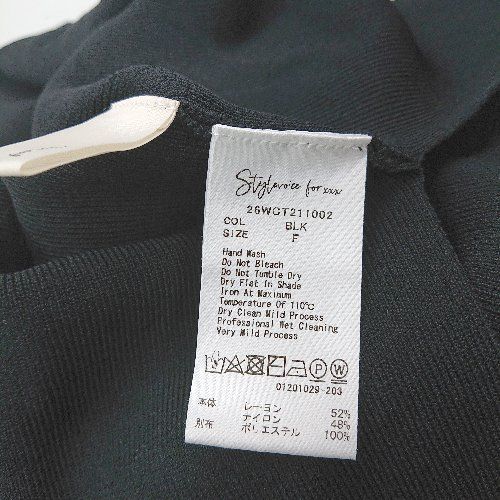 Stylevoice for xxx
26WCT211002
COL BLK
SIZE F
Hand Wash
Do Not Bleach
Do Not Tumble Dry
Dry Flat in Shade
Iron At Maximum
Temperature Of 110℃
Dry Clean Mild Process
Professional Wet Cleaning
Very Mild Process
P W
01201029-203
本体 レーヨン 52%
ナイロン 48%
別布 ポリエステル 100%